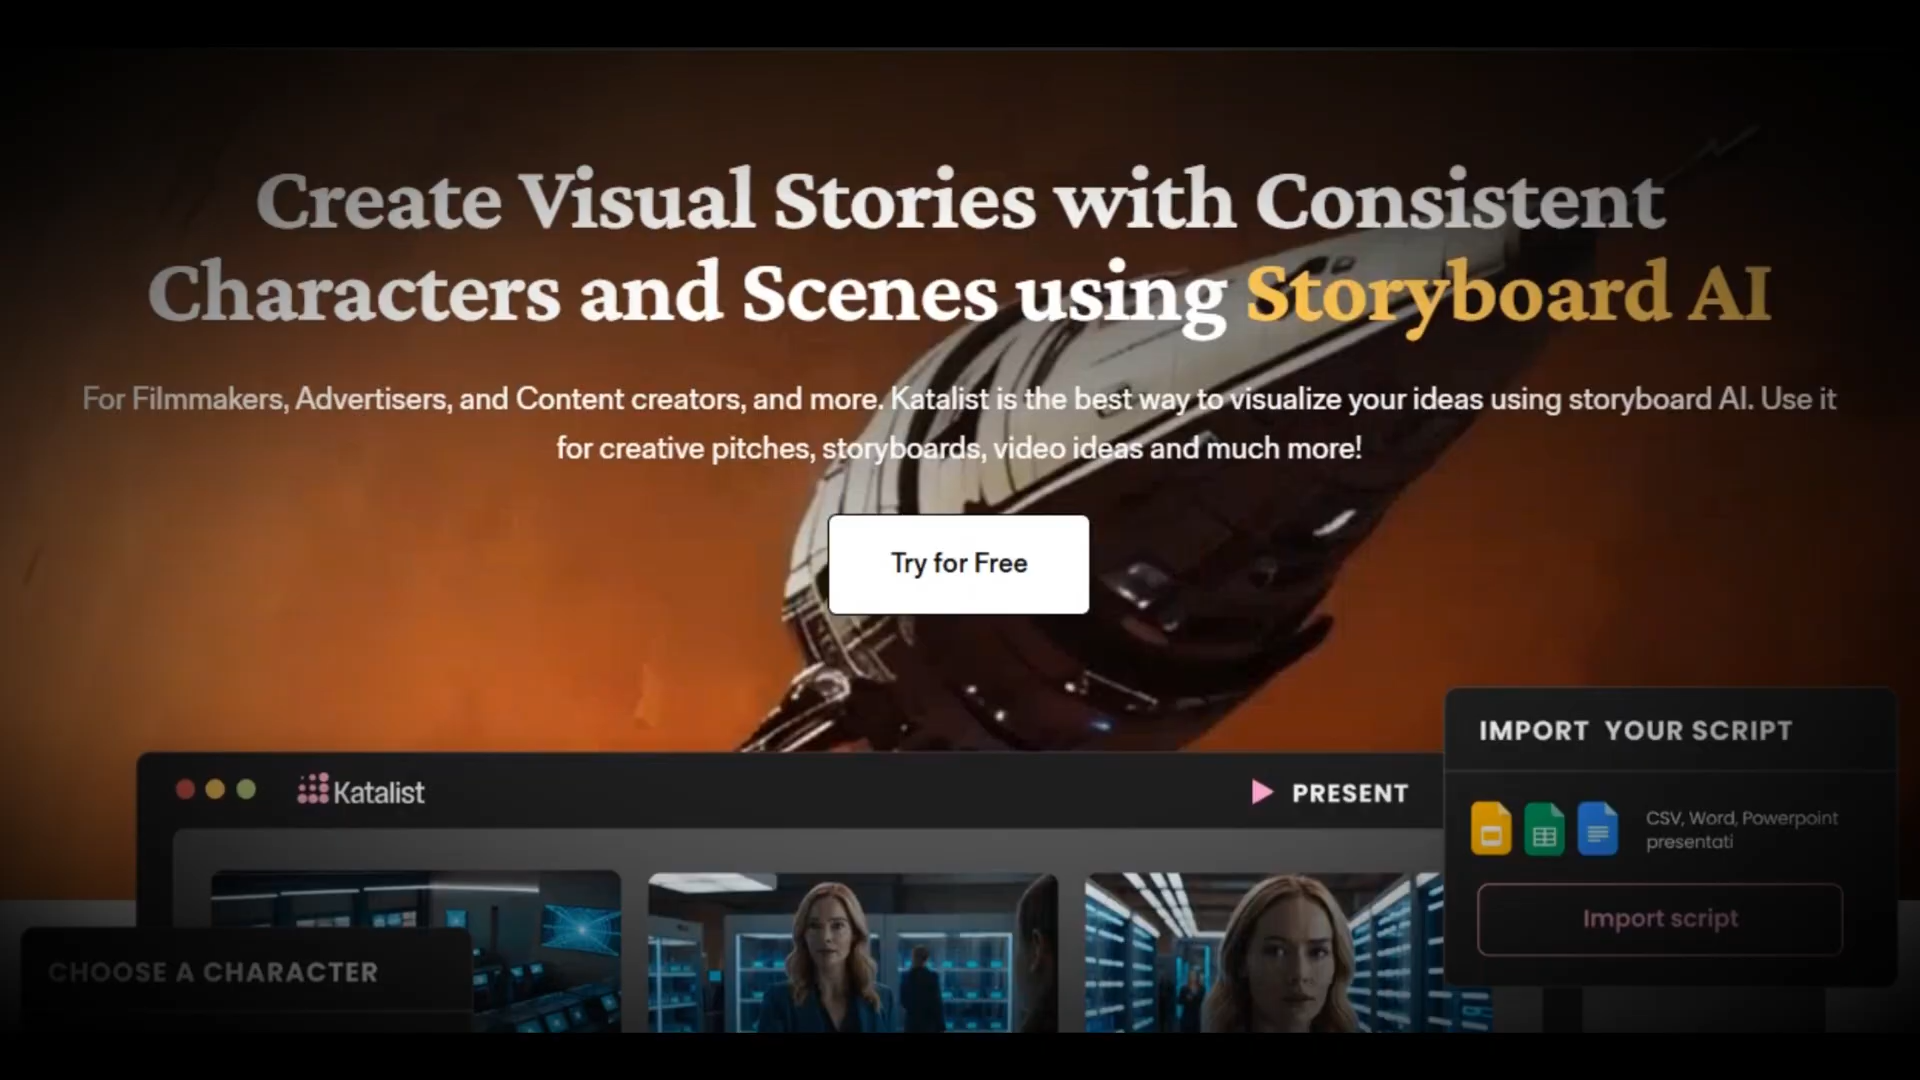 Create Visual Stories with Consistent
Characters and Scenes using Storyboard AI
For Filmmakers, Advertisers, and Content creators, and more. Katalist is the best way to visualize your ideas using storyboard AI. Use it
for creative pitches, storyboards, video ideas and much more!
Try for Free
Katalist
PRESENT
IMPORT YOUR SCRIPT
CSV, Word, Powerpoint
presentati
Import script
CHOOSE A CHARACTER